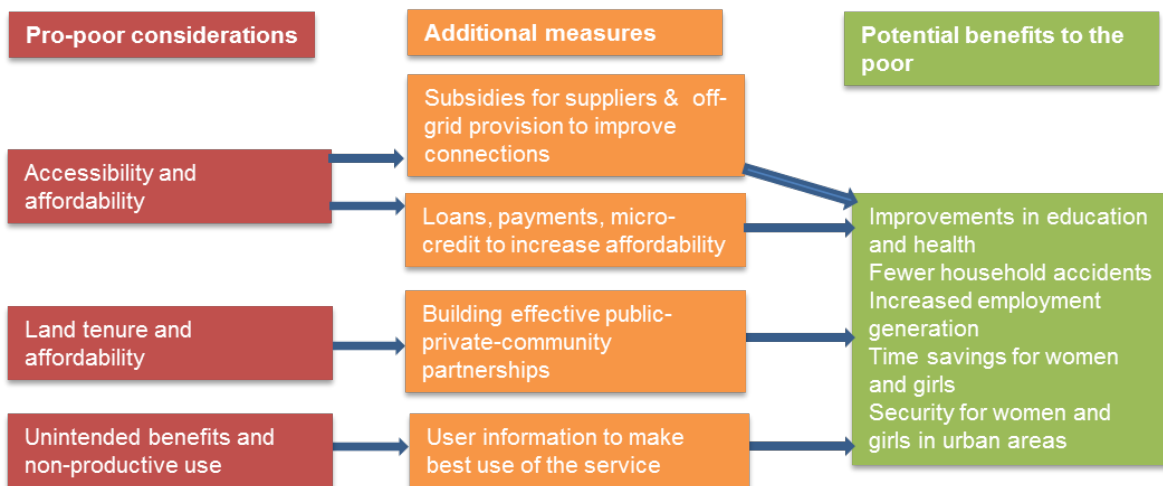 Pro-poor considerations
Additional measures
Potential benefits to the
poor
Subsidies for suppliers & off-
grid provision to improve
connections
Accessibility and
affordability
Loans, payments, micro-
credit to increase affordability
Improvements in education
and health
Fewer household accidents
Increased employment
generation
Time savings for women
and girls
Security for women and
girls in urban areas
Land tenure and
affordability
Building effective public-
private-community
partnerships
Unintended benefits and
non-productive use
User information to make
best use of the service